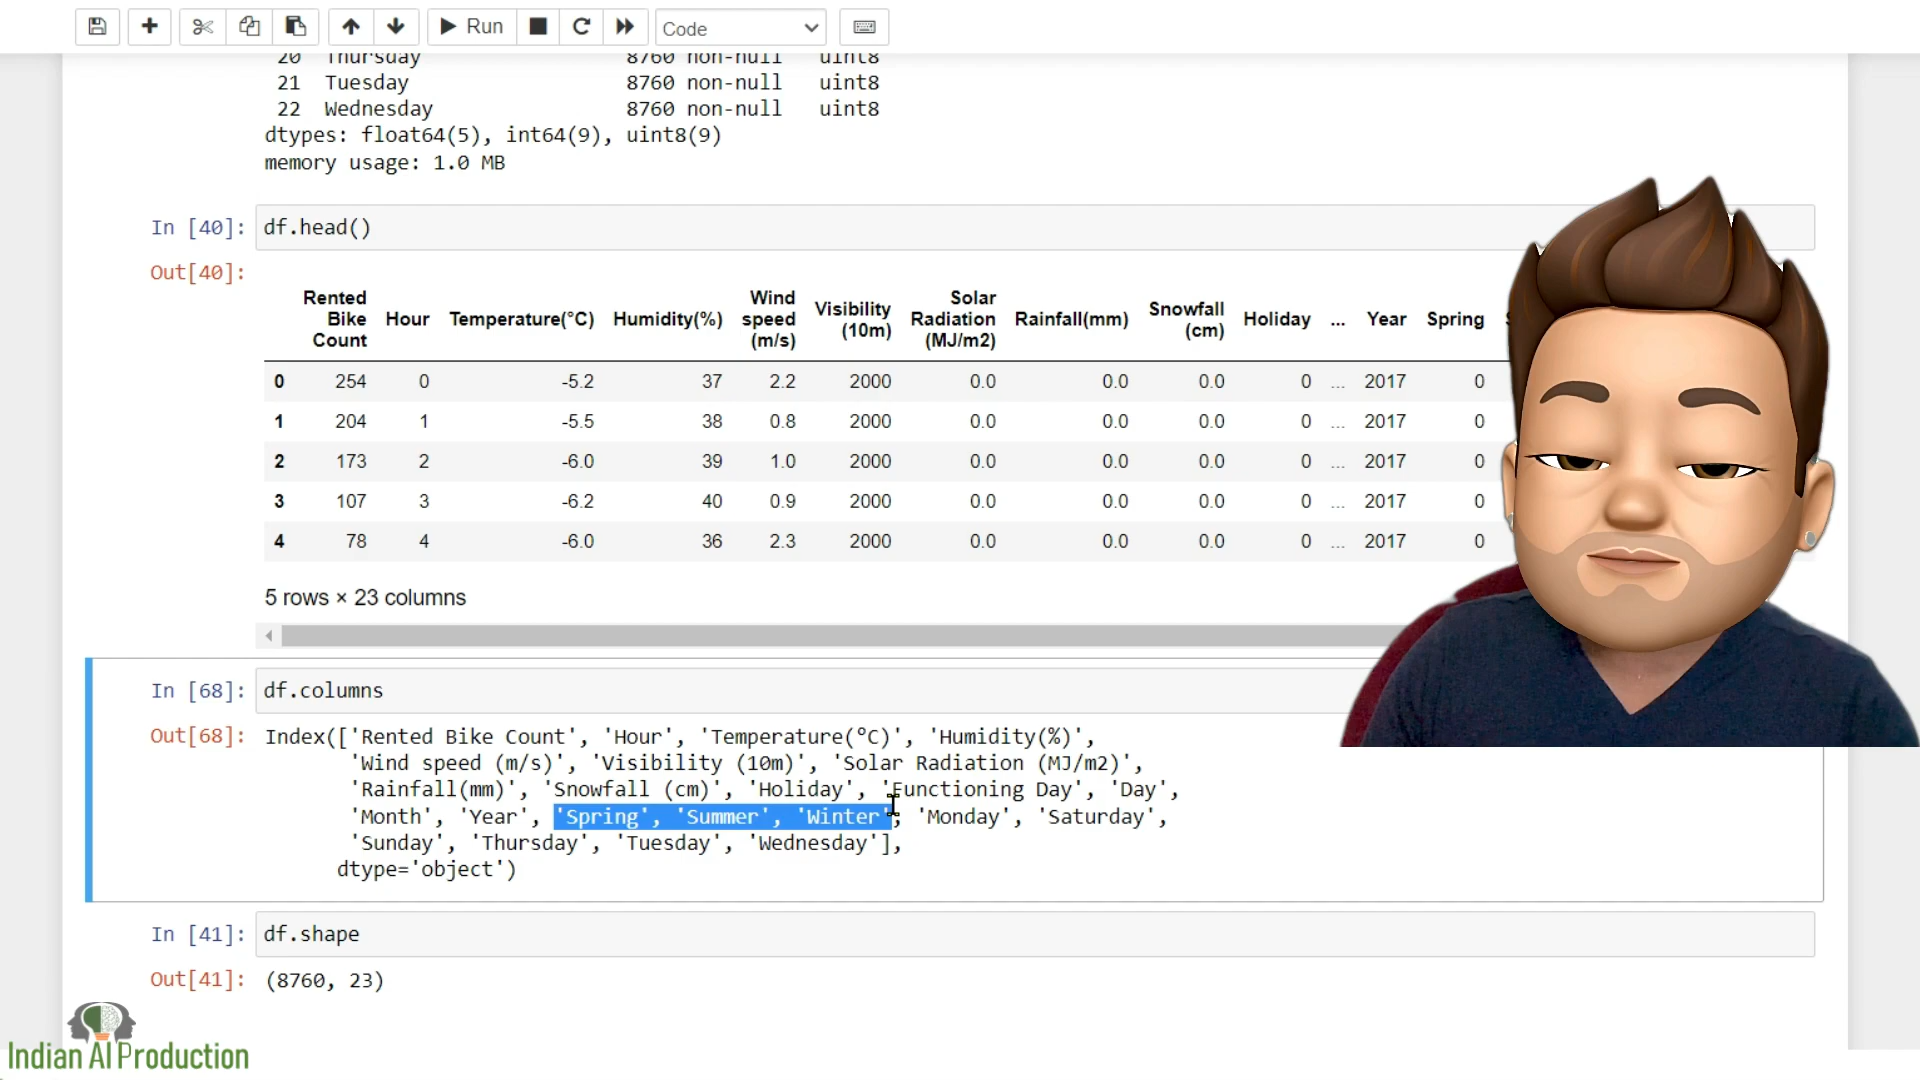 Run
Code
20 Thursday 8760 non-null uint8
21 Tuesday 8760 non-null uint8
22 Wednesday 8760 non-null uint8
dtypes: float64(5), int64(9), uint8(9)
memory usage: 1.0 MB
In [40]: df.head()
Out[40]:
Rented Bike Count Hour Temperature(°C) Humidity(%) Wind speed (m/s) Visibility (10m) Solar Radiation (MJ/m2) Rainfall(mm) Snowfall (cm) Holiday ... Year Spring
0 254 0 -5.2 37 2.2 2000 0.0 0.0 0.0 0 ... 2017 0
1 204 1 -5.5 38 0.8 2000 0.0 0.0 0.0 0 ... 2017 0
2 173 2 -6.0 39 1.0 2000 0.0 0.0 0.0 0 ... 2017 0
3 107 3 -6.2 40 0.9 2000 0.0 0.0 0.0 0 ... 2017 0
4 78 4 -6.0 36 2.3 2000 0.0 0.0 0.0 0 ... 2017 0
5 rows × 23 columns
In [68]: df.columns
Out[68]: Index(['Rented Bike Count', 'Hour', 'Temperature(°C)', 'Humidity(%)',
'Wind speed (m/s)', 'Visibility (10m)', 'Solar Radiation (MJ/m2)',
'Rainfall(mm)', 'Snowfall (cm)', 'Holiday', 'Functioning Day', 'Day',
'Month', 'Year', 'Spring', 'Summer', 'Winter', 'Monday', 'Saturday',
'Sunday', 'Thursday', 'Tuesday', 'Wednesday'],
dtype='object')
In [41]: df.shape
Out[41]: (8760, 23)
Indian AI Production